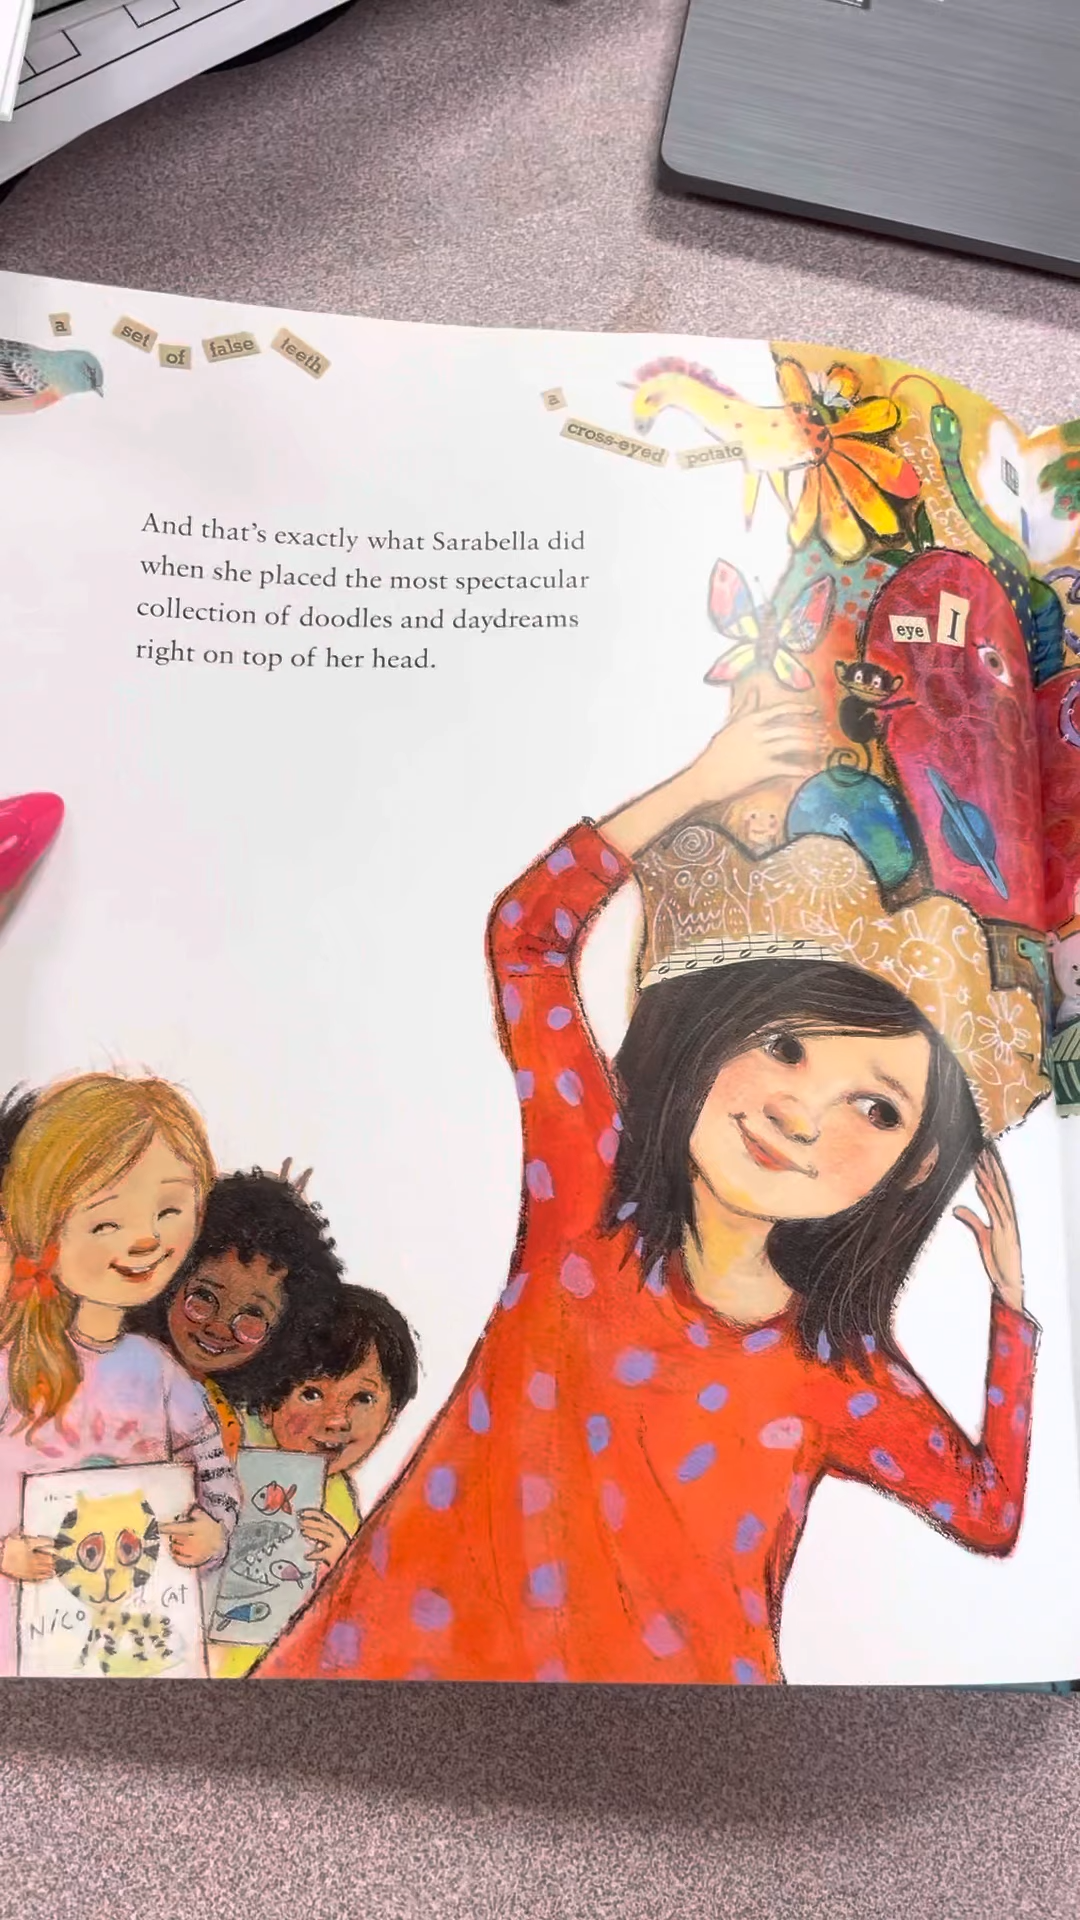 a set of false teeth
a
cross-eyed potato
And that's exactly what Sarabella did
when she placed the most spectacular
collection of doodles and daydreams
right on top of her head.
eye I
NiCO the CAT